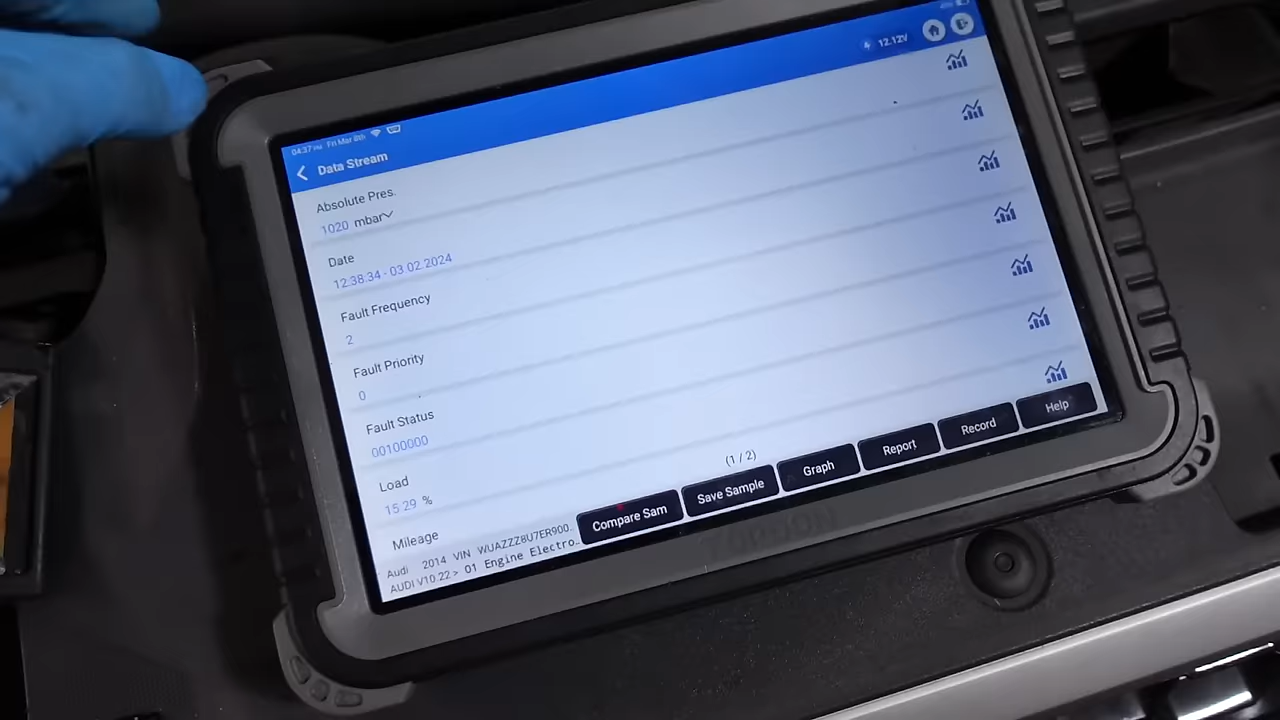 04:37 PM Fri Mar 8th
12.12V
Data Stream
Absolute Pres.
1020 mbar
Date
12.38.34 - 03.02.2024
Fault Frequency
2
Fault Priority
0
Fault Status
00100000
Load
15.29 %
Mileage
(1 / 2)
Compare Sam
Save Sample
Graph
Report
Record
Help
Audi 2014 VIN WUAZZZ8U7ER900.
AUDI V10.22 > 01 Engine Electro...
TOPDON